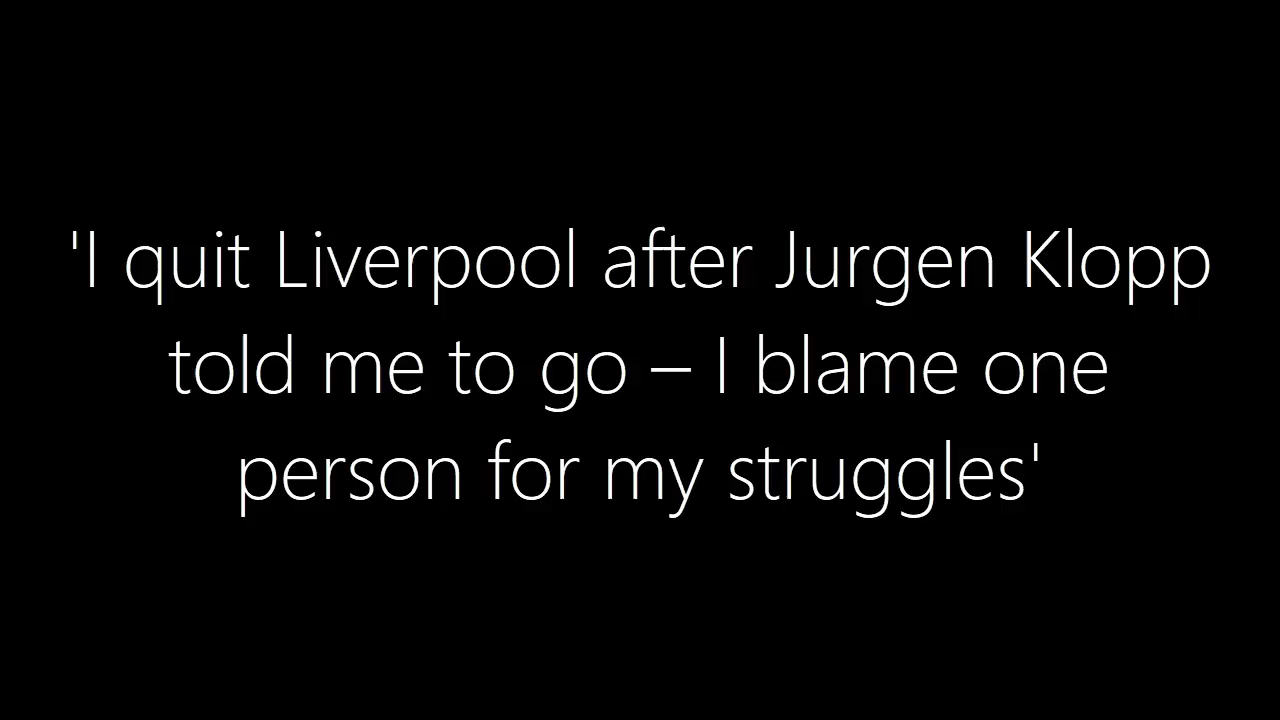 'I quit Liverpool after Jurgen Klopp
told me to go – I blame one
person for my struggles'